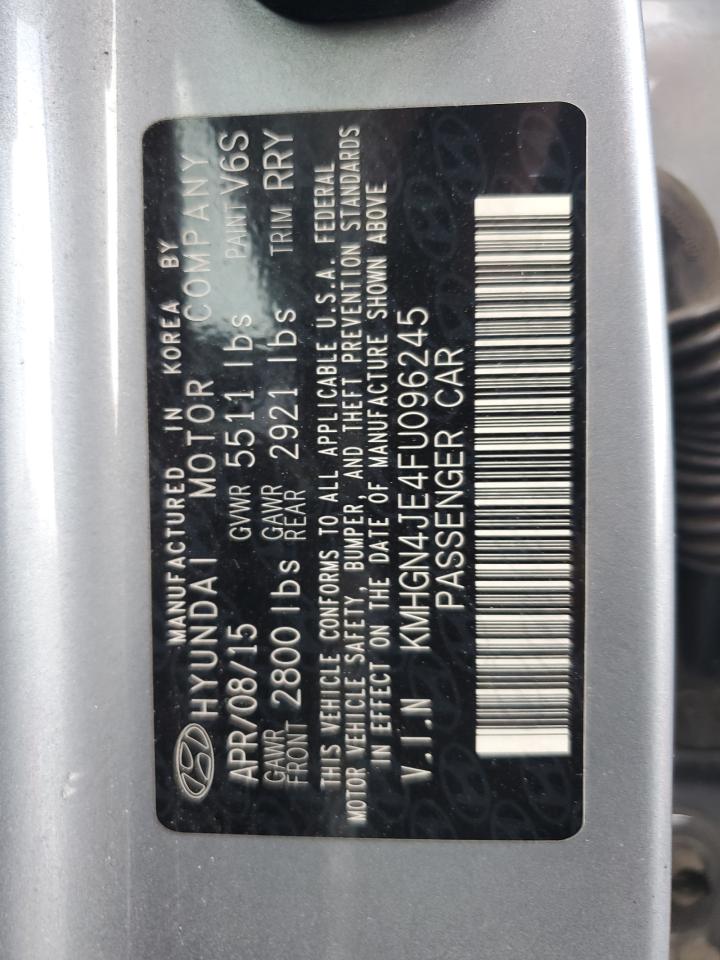 MANUFACTURED IN KOREA BY
HYUNDAI MOTOR COMPANY
APR/08/15 GVWR 5511 lbs PAINT V6S
GAWR FRONT 2800 lbs GAWR REAR 2921 lbs TRIM RRY
THIS VEHICLE CONFORMS TO ALL APPLICABLE U.S.A. FEDERAL
MOTOR VEHICLE SAFETY, BUMPER, AND THEFT PREVENTION STANDARDS
IN EFFECT ON THE DATE OF MANUFACTURE SHOWN ABOVE
V.I.N KMHGN4JE4FU096245
PASSENGER CAR